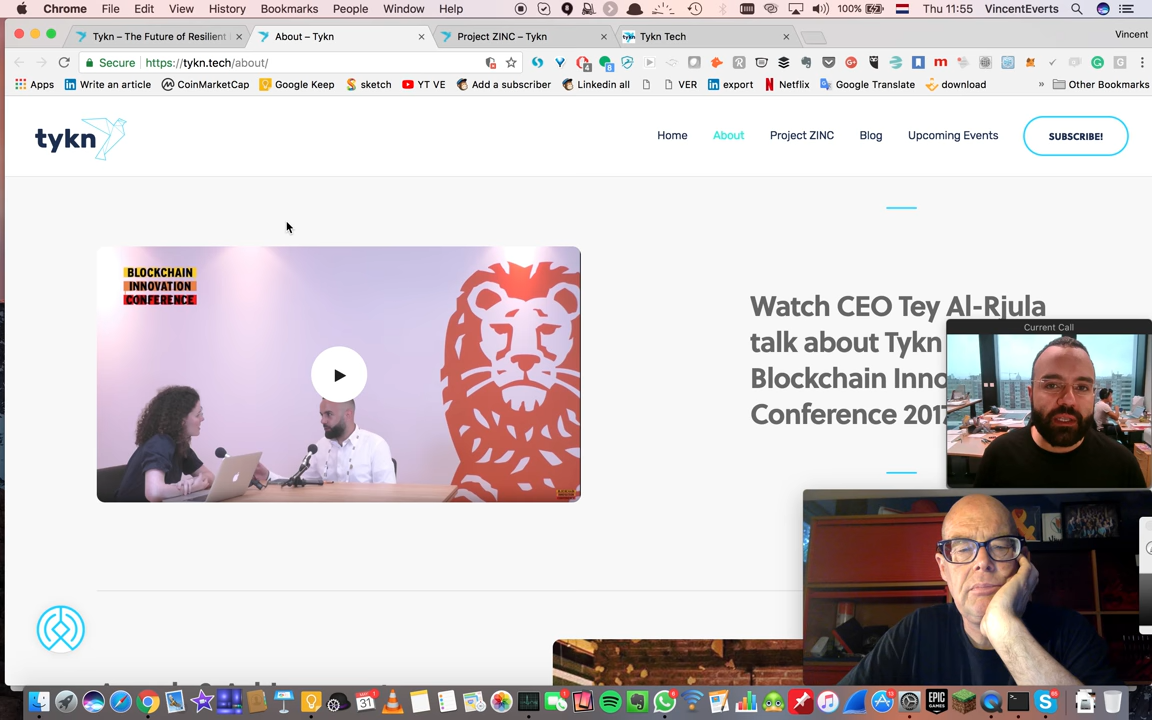 Chrome File Edit View History Bookmarks People Window Help 100% Thu 11:55 VincentEverts
Tykn – The Future of Resilient I
About – Tykn
Project ZINC – Tykn
Tykn Tech
Vincent
Secure https://tykn.tech/about/
Apps Write an article CoinMarketCap Google Keep sketch YT VE Add a subscriber Linkedin all VER export Netflix Google Translate download » Other Bookmarks
tykn
Home About Project ZINC Blog Upcoming Events SUBSCRIBE!
BLOCKCHAIN
INNOVATION
CONFERENCE
Watch CEO Tey Al-Rjula
talk about Tykn
Blockchain Inno
Conference 2017
Current Call